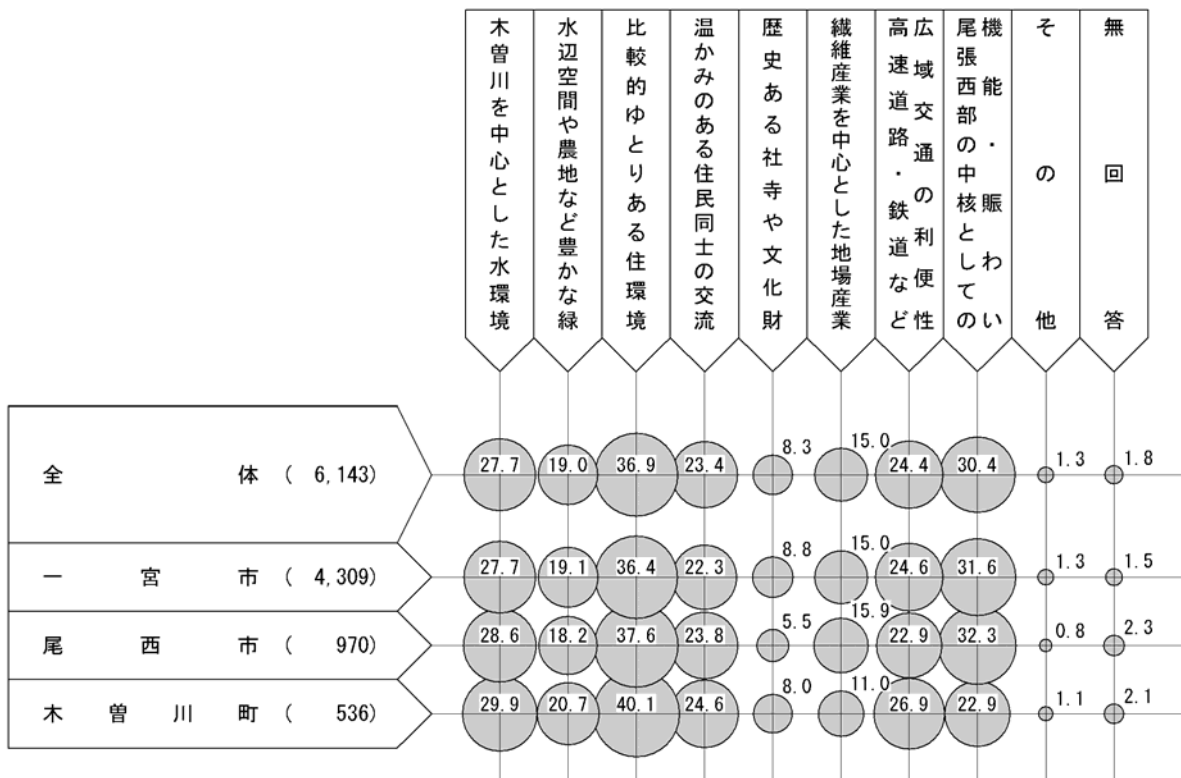 木曽川を中心とした水環境
水辺空間や農地など豊かな緑
比較的ゆとりある住環境
温かみのある住民同士の交流
歴史ある社寺や文化財
繊維産業を中心とした地場産業
広域交通の利便性
高速道路・鉄道など
機能・賑わい
尾張西部の中核としての
その他
無回答
全体(6,143) 27.7 19.0 36.9 23.4 8.3 15.0 24.4 30.4 1.3 1.8
一宮市(4,309) 27.7 19.1 36.4 22.3 8.8 15.0 24.6 31.6 1.3 1.5
尾西市(970) 28.6 18.2 37.6 23.8 5.5 15.9 22.9 32.3 0.8 2.3
木曽川町(536) 29.9 20.7 40.1 24.6 8.0 11.0 26.9 22.9 1.1 2.1